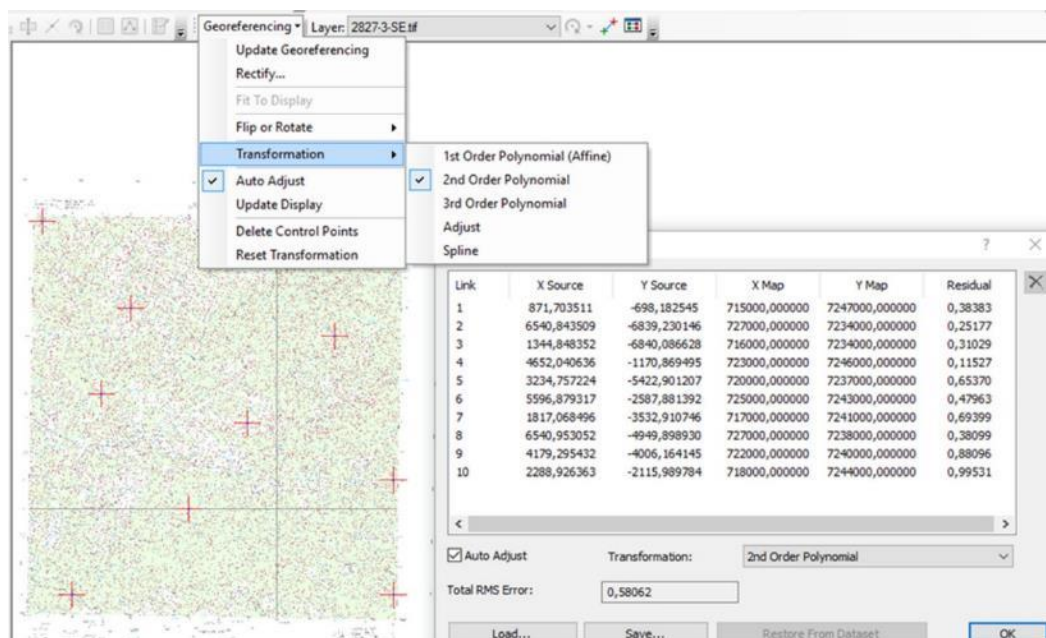 Georeferencing Layer: 2827-3-SE.tif
Update Georeferencing
Rectify...
Fit To Display
Flip or Rotate
Transformation
Auto Adjust
Update Display
Delete Control Points
Reset Transformation
1st Order Polynomial (Affine)
2nd Order Polynomial
3rd Order Polynomial
Adjust
Spline
Link X Source Y Source X Map Y Map Residual
1 871,703511 -698,182545 715000,000000 7247000,000000 0,38383
2 6540,843509 -6839,230146 727000,000000 7234000,000000 0,25177
3 1344,848352 -6840,086628 716000,000000 7234000,000000 0,31029
4 4652,040636 -1170,869495 723000,000000 7246000,000000 0,11527
5 3234,757224 -5422,901207 720000,000000 7237000,000000 0,65370
6 5596,879317 -2587,881392 725000,000000 7243000,000000 0,47963
7 1817,068496 -3532,910746 717000,000000 7241000,000000 0,69399
8 6540,953052 -4949,898930 727000,000000 7238000,000000 0,38099
9 4179,295432 -4006,164145 722000,000000 7240000,000000 0,88096
10 2288,926363 -2115,989784 718000,000000 7244000,000000 0,99531
Auto Adjust Transformation: 2nd Order Polynomial
Total RMS Error: 0,58062
Load... Save... Restore From Dataset OK